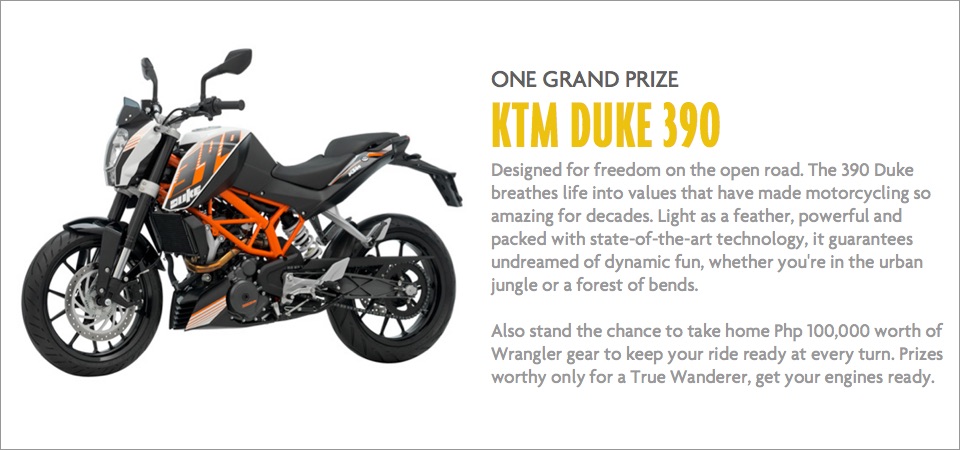 ONE GRAND PRIZE
KTM DUKE 390
Designed for freedom on the open road. The 390 Duke
breathes life into values that have made motorcycling so
amazing for decades. Light as a feather, powerful and
packed with state-of-the-art technology, it guarantees
undreamed of dynamic fun, whether you're in the urban
jungle or a forest of bends.
Also stand the chance to take home Php 100,000 worth of
Wrangler gear to keep your ride ready at every turn. Prizes
worthy only for a True Wanderer, get your engines ready.
DUKE